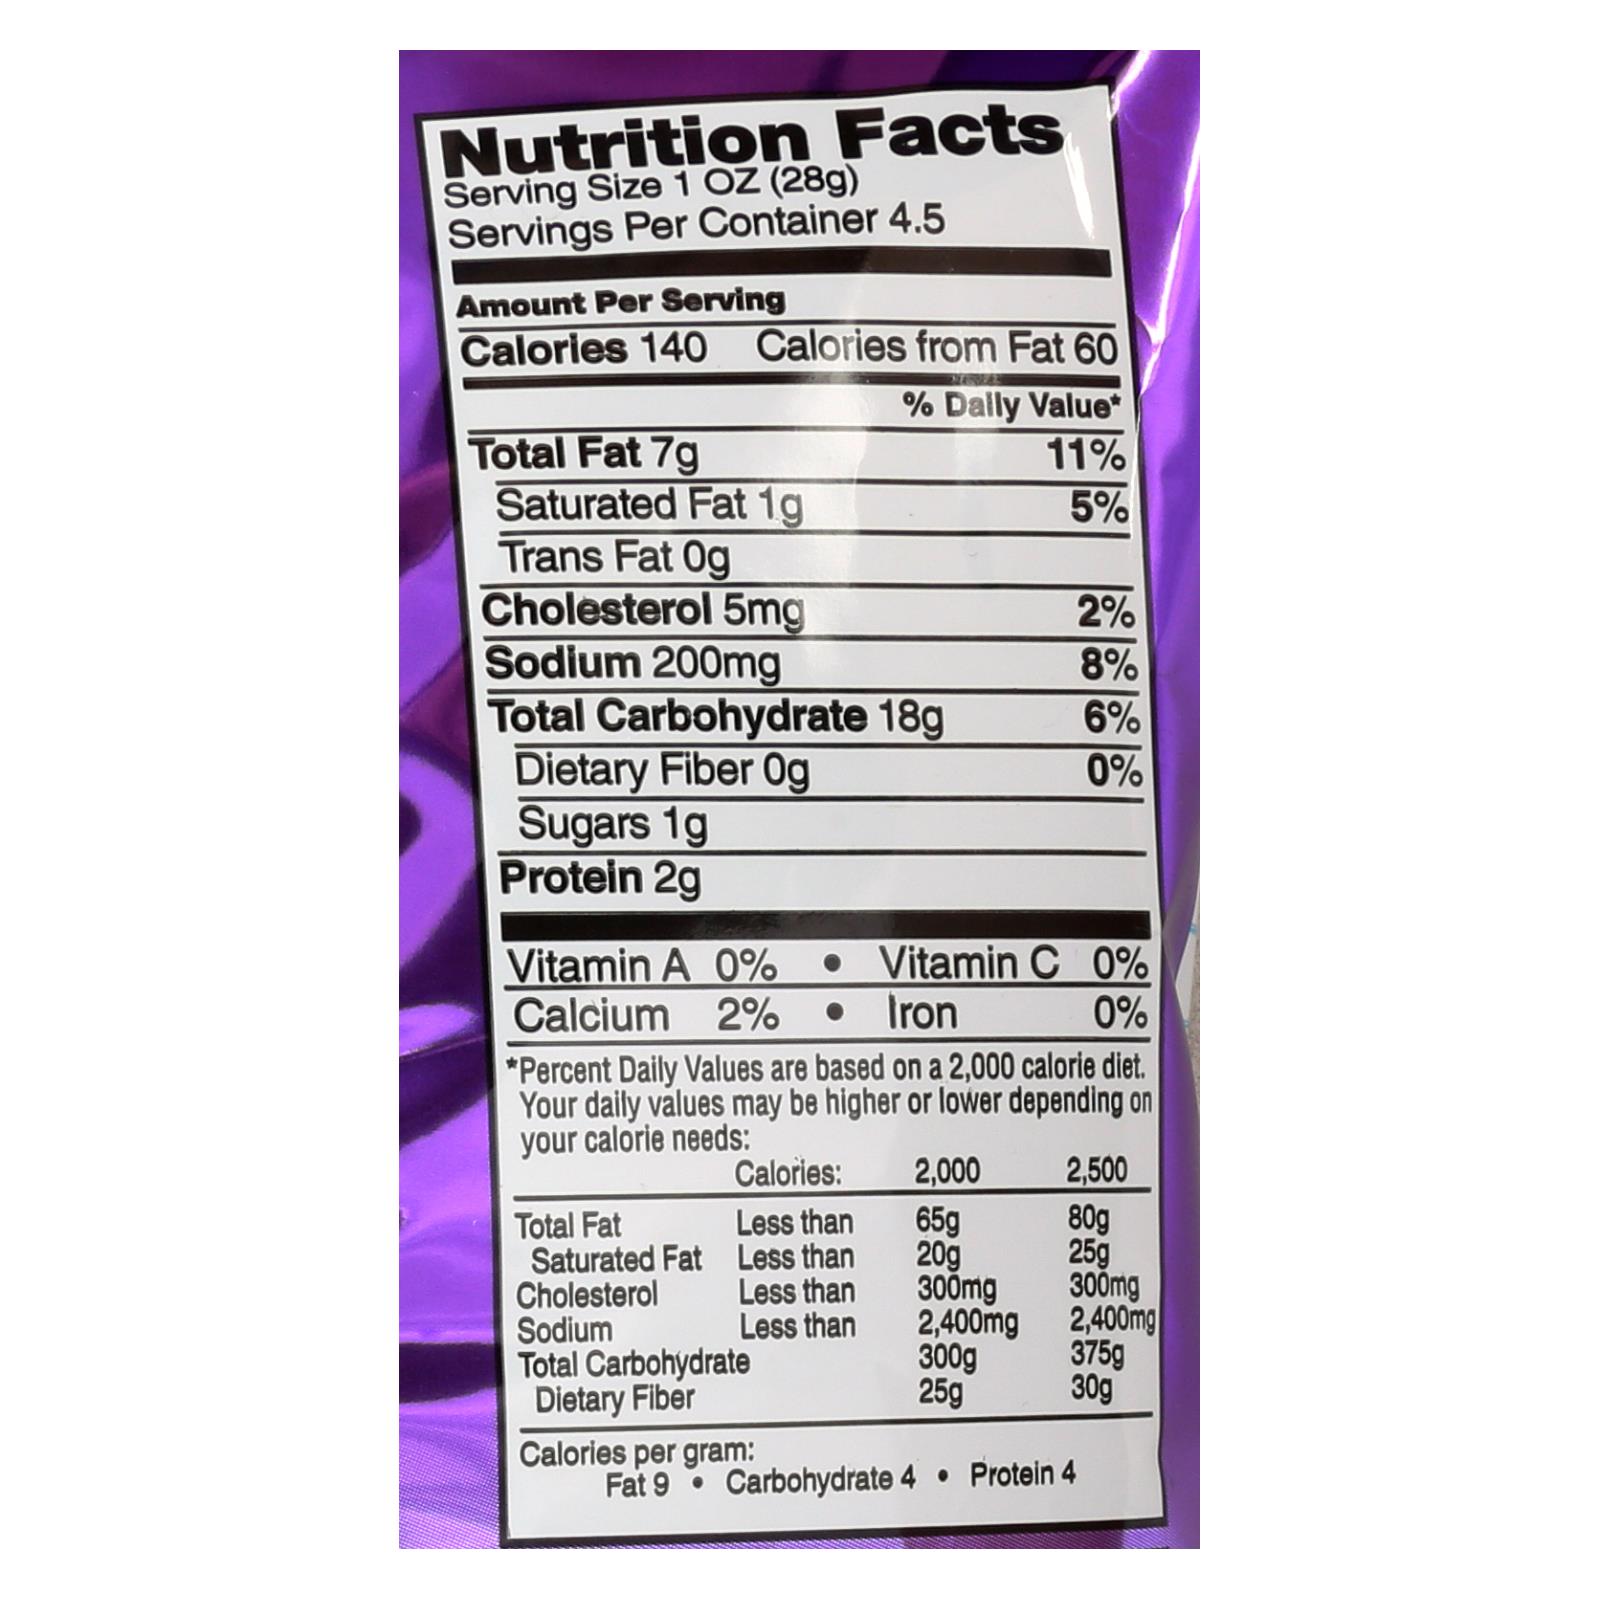 Nutrition Facts
Serving Size 1 OZ (28g)
Servings Per Container 4.5
Amount Per Serving
Calories 140 Calories from Fat 60
% Daily Value*
Total Fat 7g 11%
Saturated Fat 1g 5%
Trans Fat 0g
Cholesterol 5mg 2%
Sodium 200mg 8%
Total Carbohydrate 18g 6%
Dietary Fiber 0g 0%
Sugars 1g
Protein 2g
Vitamin A 0% • Vitamin C 0%
Calcium 2% • Iron 0%
*Percent Daily Values are based on a 2,000 calorie diet.
Your daily values may be higher or lower depending on
your calorie needs:
Calories: 2,000 2,500
Total Fat Less than 65g 80g
Saturated Fat Less than 20g 25g
Cholesterol Less than 300mg 300mg
Sodium Less than 2,400mg 2,400mg
Total Carbohydrate 300g 375g
Dietary Fiber 25g 30g
Calories per gram:
Fat 9 • Carbohydrate 4 • Protein 4